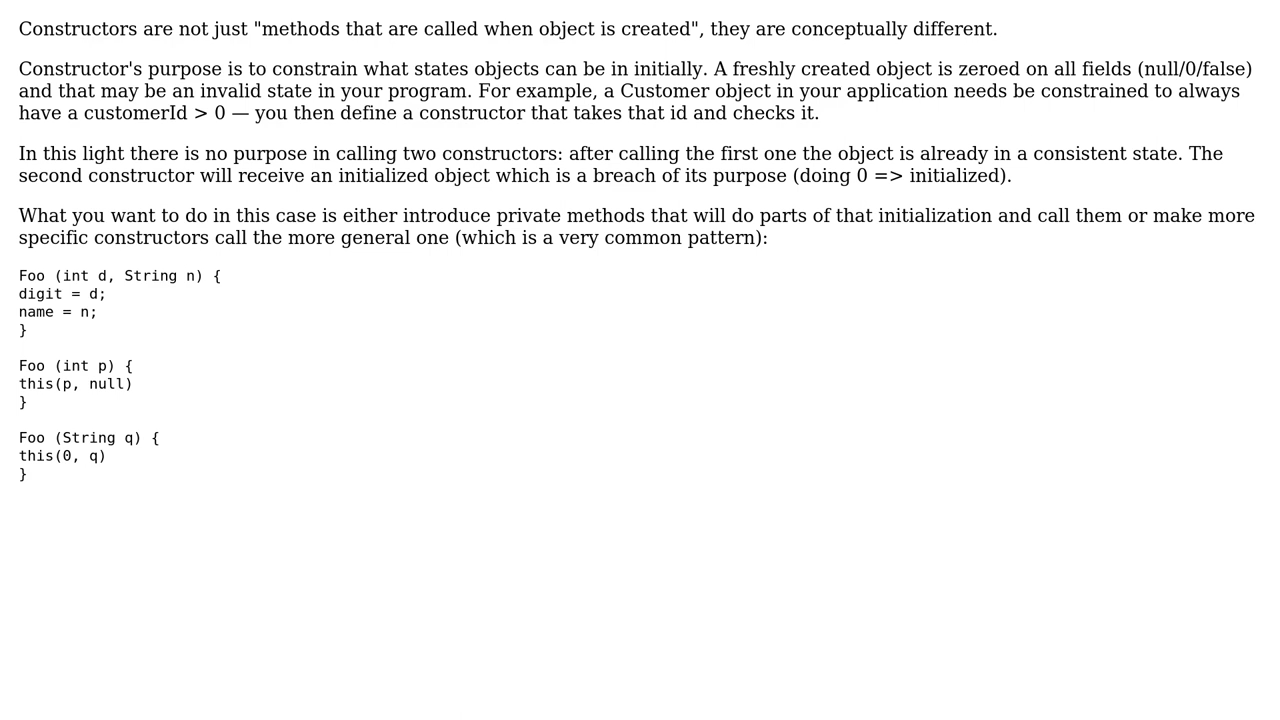 Constructors are not just "methods that are called when object is created", they are conceptually different.
Constructor's purpose is to constrain what states objects can be in initially. A freshly created object is zeroed on all fields (null/0/false)
and that may be an invalid state in your program. For example, a Customer object in your application needs be constrained to always
have a customerId > 0 — you then define a constructor that takes that id and checks it.
In this light there is no purpose in calling two constructors: after calling the first one the object is already in a consistent state. The
second constructor will receive an initialized object which is a breach of its purpose (doing 0 => initialized).
What you want to do in this case is either introduce private methods that will do parts of that initialization and call them or make more
specific constructors call the more general one (which is a very common pattern):
Foo (int d, String n) {
digit = d;
name = n;
}
Foo (int p) {
this(p, null)
}
Foo (String q) {
this(0, q)
}